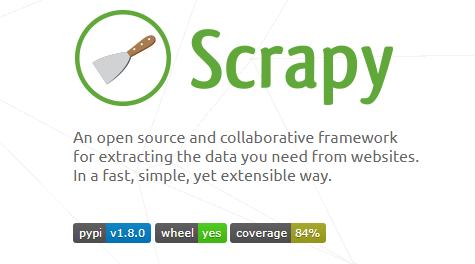 Scrapy
An open source and collaborative framework
for extracting the data you need from websites.
In a fast, simple, yet extensible way.
pypi v1.8.0 wheel yes coverage 84%